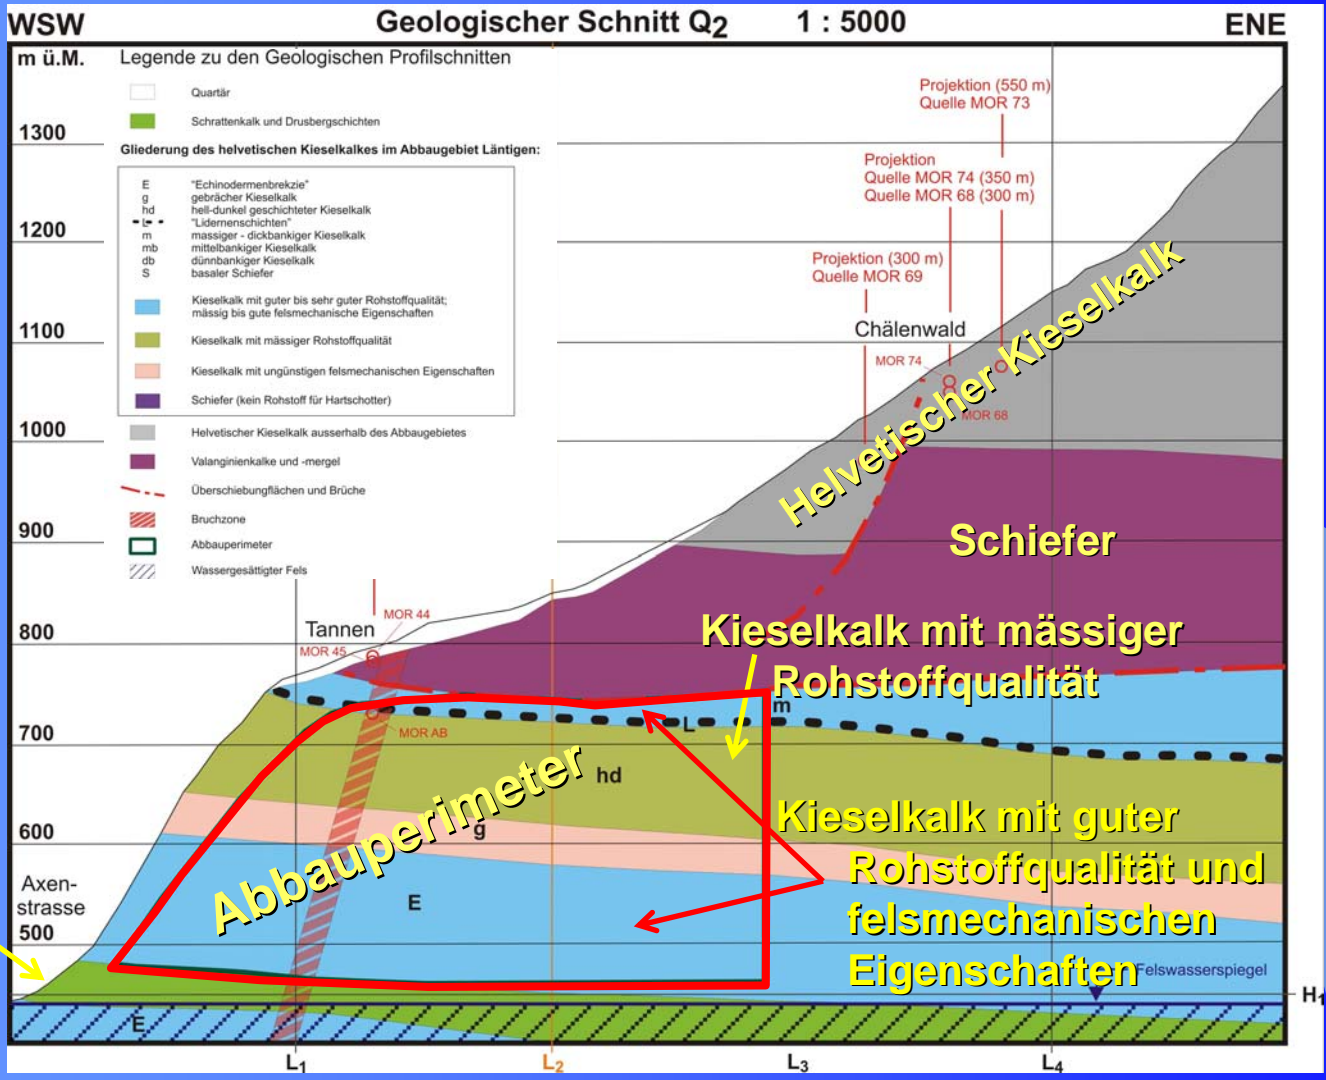 WSW
Geologischer Schnitt Q2 1 : 5000
ENE
m ü.M.
Legende zu den Geologischen Profilschnitten
Quartär
Schrattenkalk und Drusbergschichten
Gliederung des helvetischen Kieselkalkes im Abbaugebiet Läntigen:
E "Echinodermenbrekzie"
g gebrächer Kieselkalk
hd hell-dunkel geschichteter Kieselkalk
L "Lidernenschichten"
m massiger - dickbankiger Kieselkalk
mb mittelbankiger Kieselkalk
db dünnbankiger Kieselkalk
S basaler Schiefer
Kieselkalk mit guter bis sehr guter Rohstoffqualität;
mässig bis gute felsmechanische Eigenschaften
Kieselkalk mit mässiger Rohstoffqualität
Kieselkalk mit ungünstigen felsmechanischen Eigenschaften
Schiefer (kein Rohstoff für Hartschotter)
Helvetischer Kieselkalk ausserhalb des Abbaugebietes
Valanginienkalke und -mergel
Überschiebungflächen und Brüche
Bruchzone
Abbauperimeter
Wassergesättigter Fels
1300
1200
1100
1000
900
800
700
600
500
Projektion (550 m)
Quelle MOR 73
Projektion
Quelle MOR 74 (350 m)
Quelle MOR 68 (300 m)
Projektion (300 m)
Quelle MOR 69
Chälenwald
MOR 74
MOR 68
Helvetischer Kieselkalk
Schiefer
MOR 44
Tannen
MOR 45
Kieselkalk mit mässiger
Rohstoffqualität
m
L
MOR AB
hd
Abbauperimeter
g
Kieselkalk mit guter
Rohstoffqualität und
felsmechanischen
Eigenschaften
Axen-
strasse
E
Felswasserspiegel
H1
E
L1
L2
L3
L4